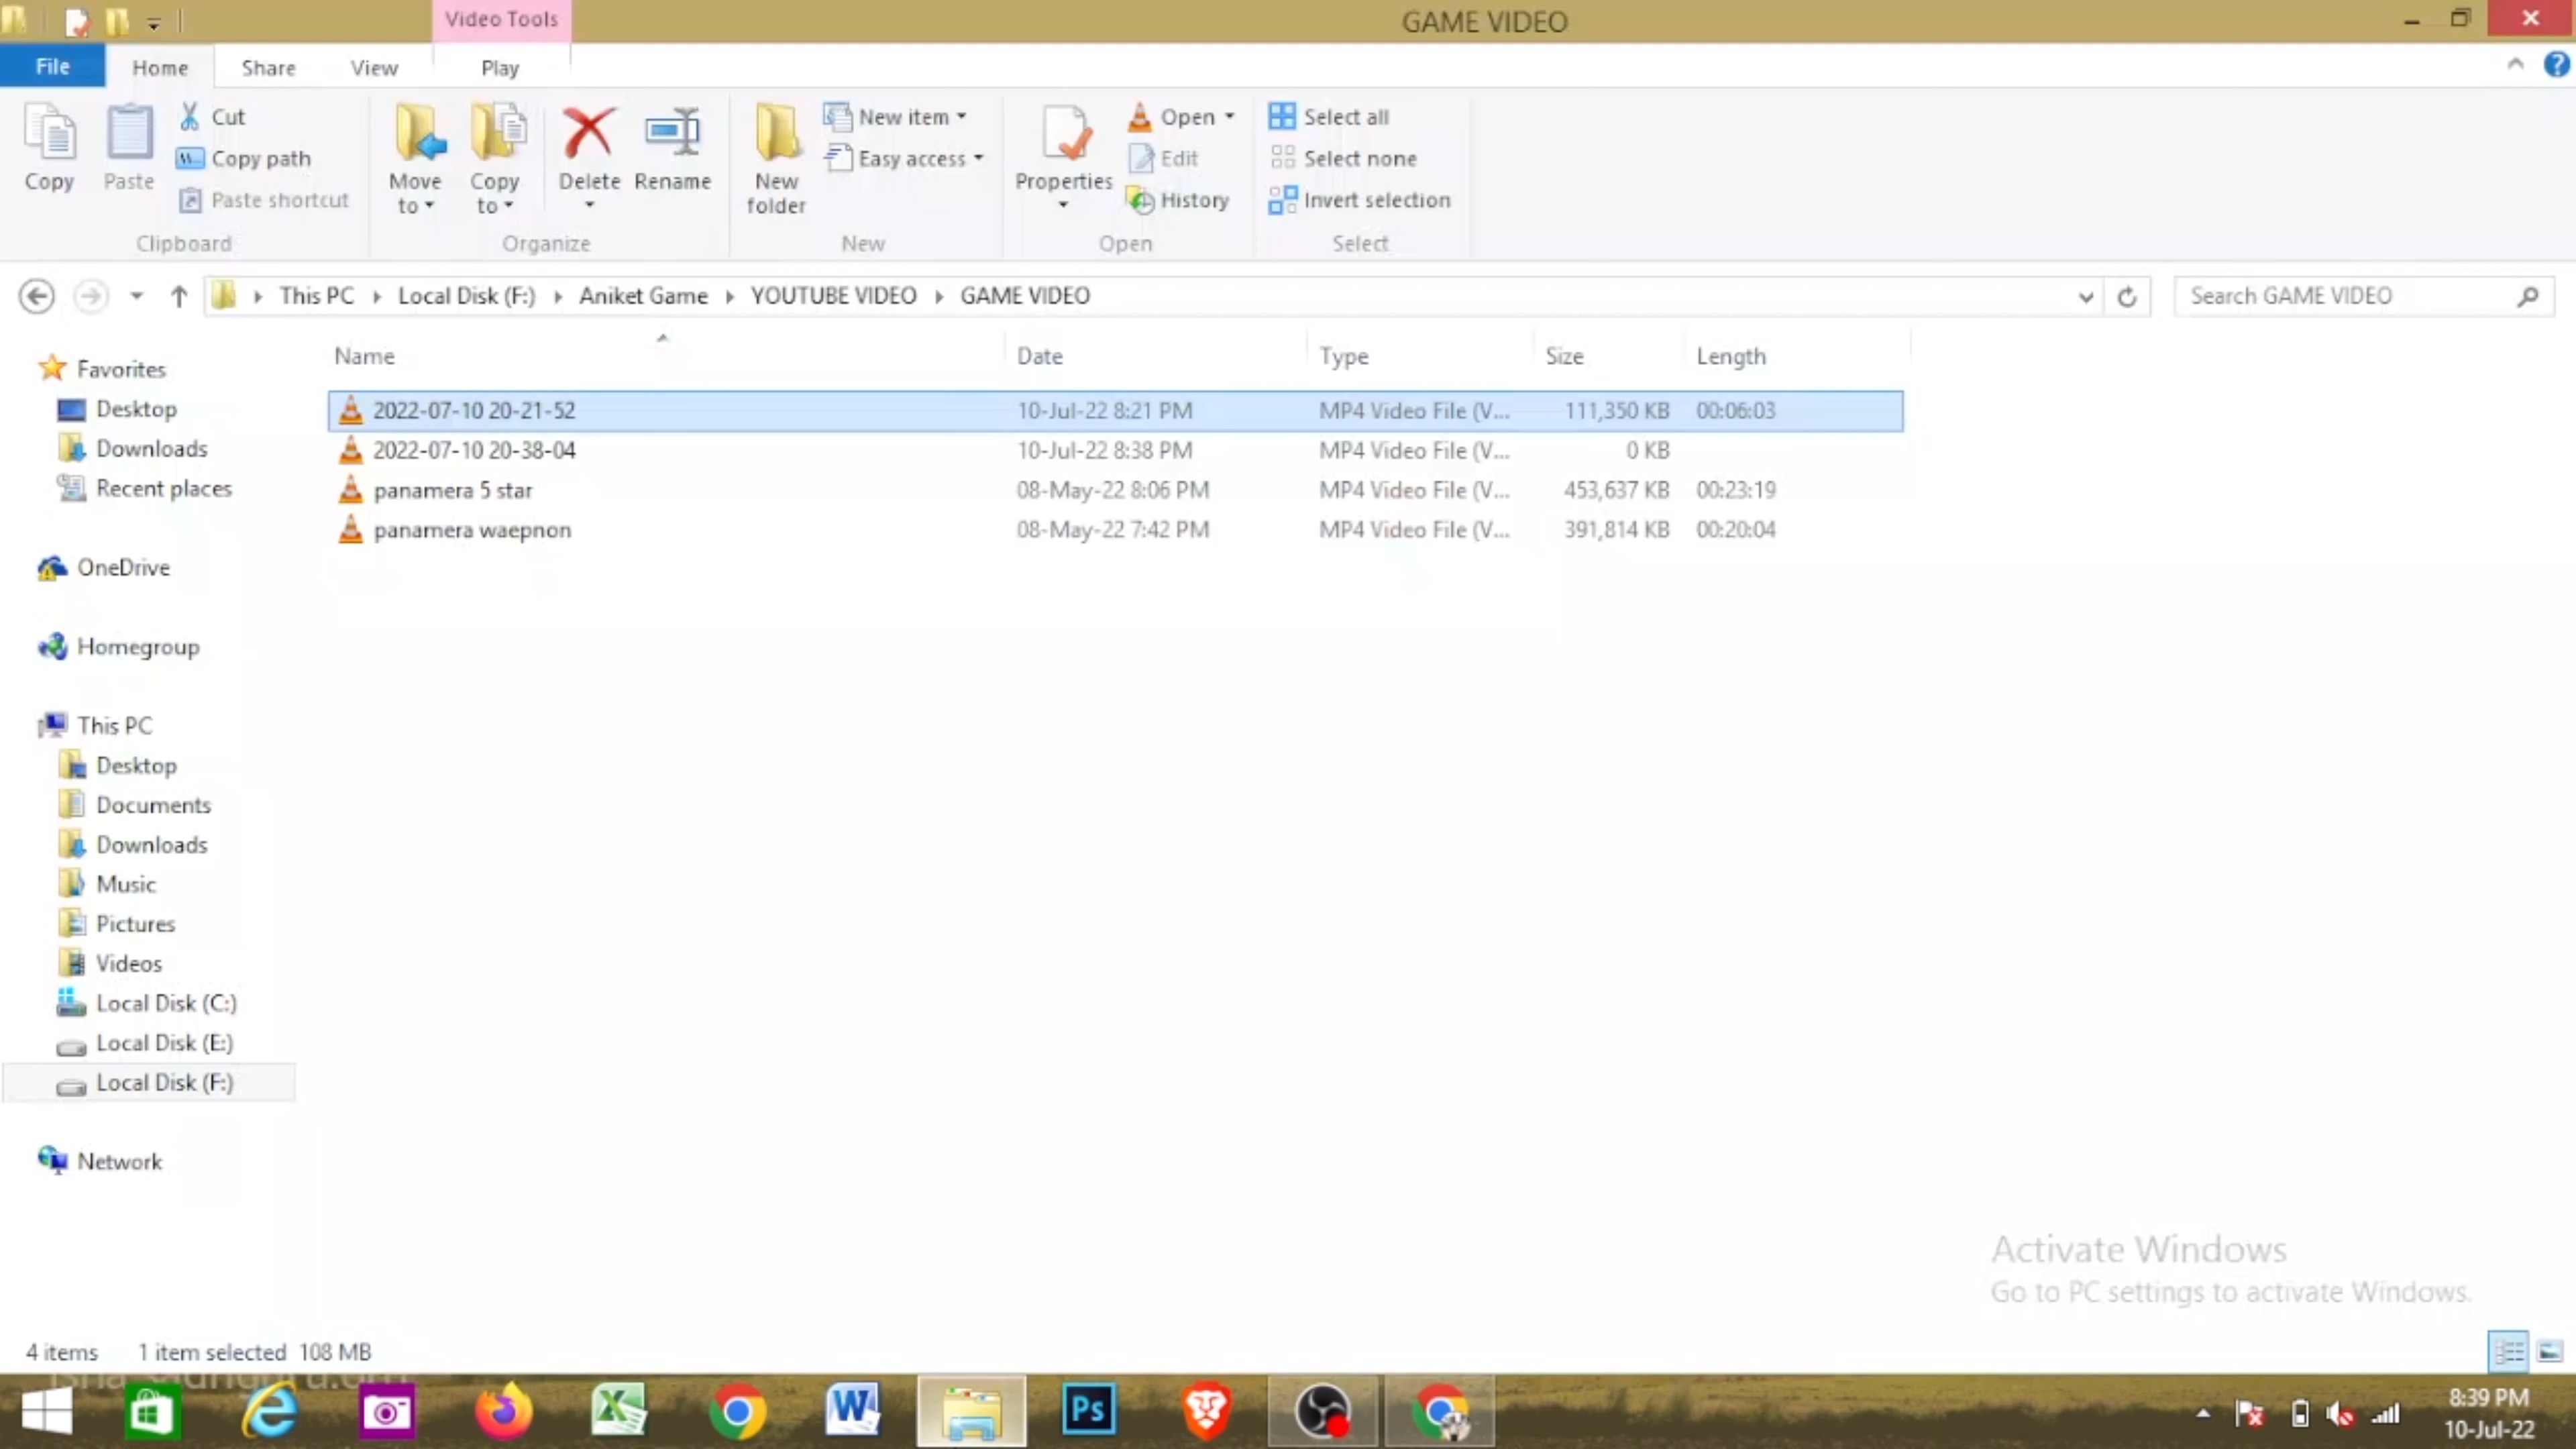 Video Tools
GAME VIDEO
File Home Share View Play
Copy
Paste
Cut
Copy path
Paste shortcut
Clipboard
Move to
Copy to
Delete
Rename
Organize
New folder
New item
Easy access
New
Properties
Open
Edit
History
Open
Select all
Select none
Invert selection
Select
This PC Local Disk (F:) Aniket Game YOUTUBE VIDEO GAME VIDEO
Search GAME VIDEO
Favorites
Desktop
Downloads
Recent places
OneDrive
Homegroup
This PC
Desktop
Documents
Downloads
Music
Pictures
Videos
Local Disk (C:)
Local Disk (E:)
Local Disk (F:)
Network
Name Date Type Size Length
2022-07-10 20-21-52 10-Jul-22 8:21 PM MP4 Video File (V... 111,350 KB 00:06:03
2022-07-10 20-38-04 10-Jul-22 8:38 PM MP4 Video File (V... 0 KB
panamera 5 star 08-May-22 8:06 PM MP4 Video File (V... 453,637 KB 00:23:19
panamera waepnon 08-May-22 7:42 PM MP4 Video File (V... 391,814 KB 00:20:04
Activate Windows
Go to PC settings to activate Windows.
4 items 1 item selected 108 MB
Ps
8:39 PM
10-Jul-22